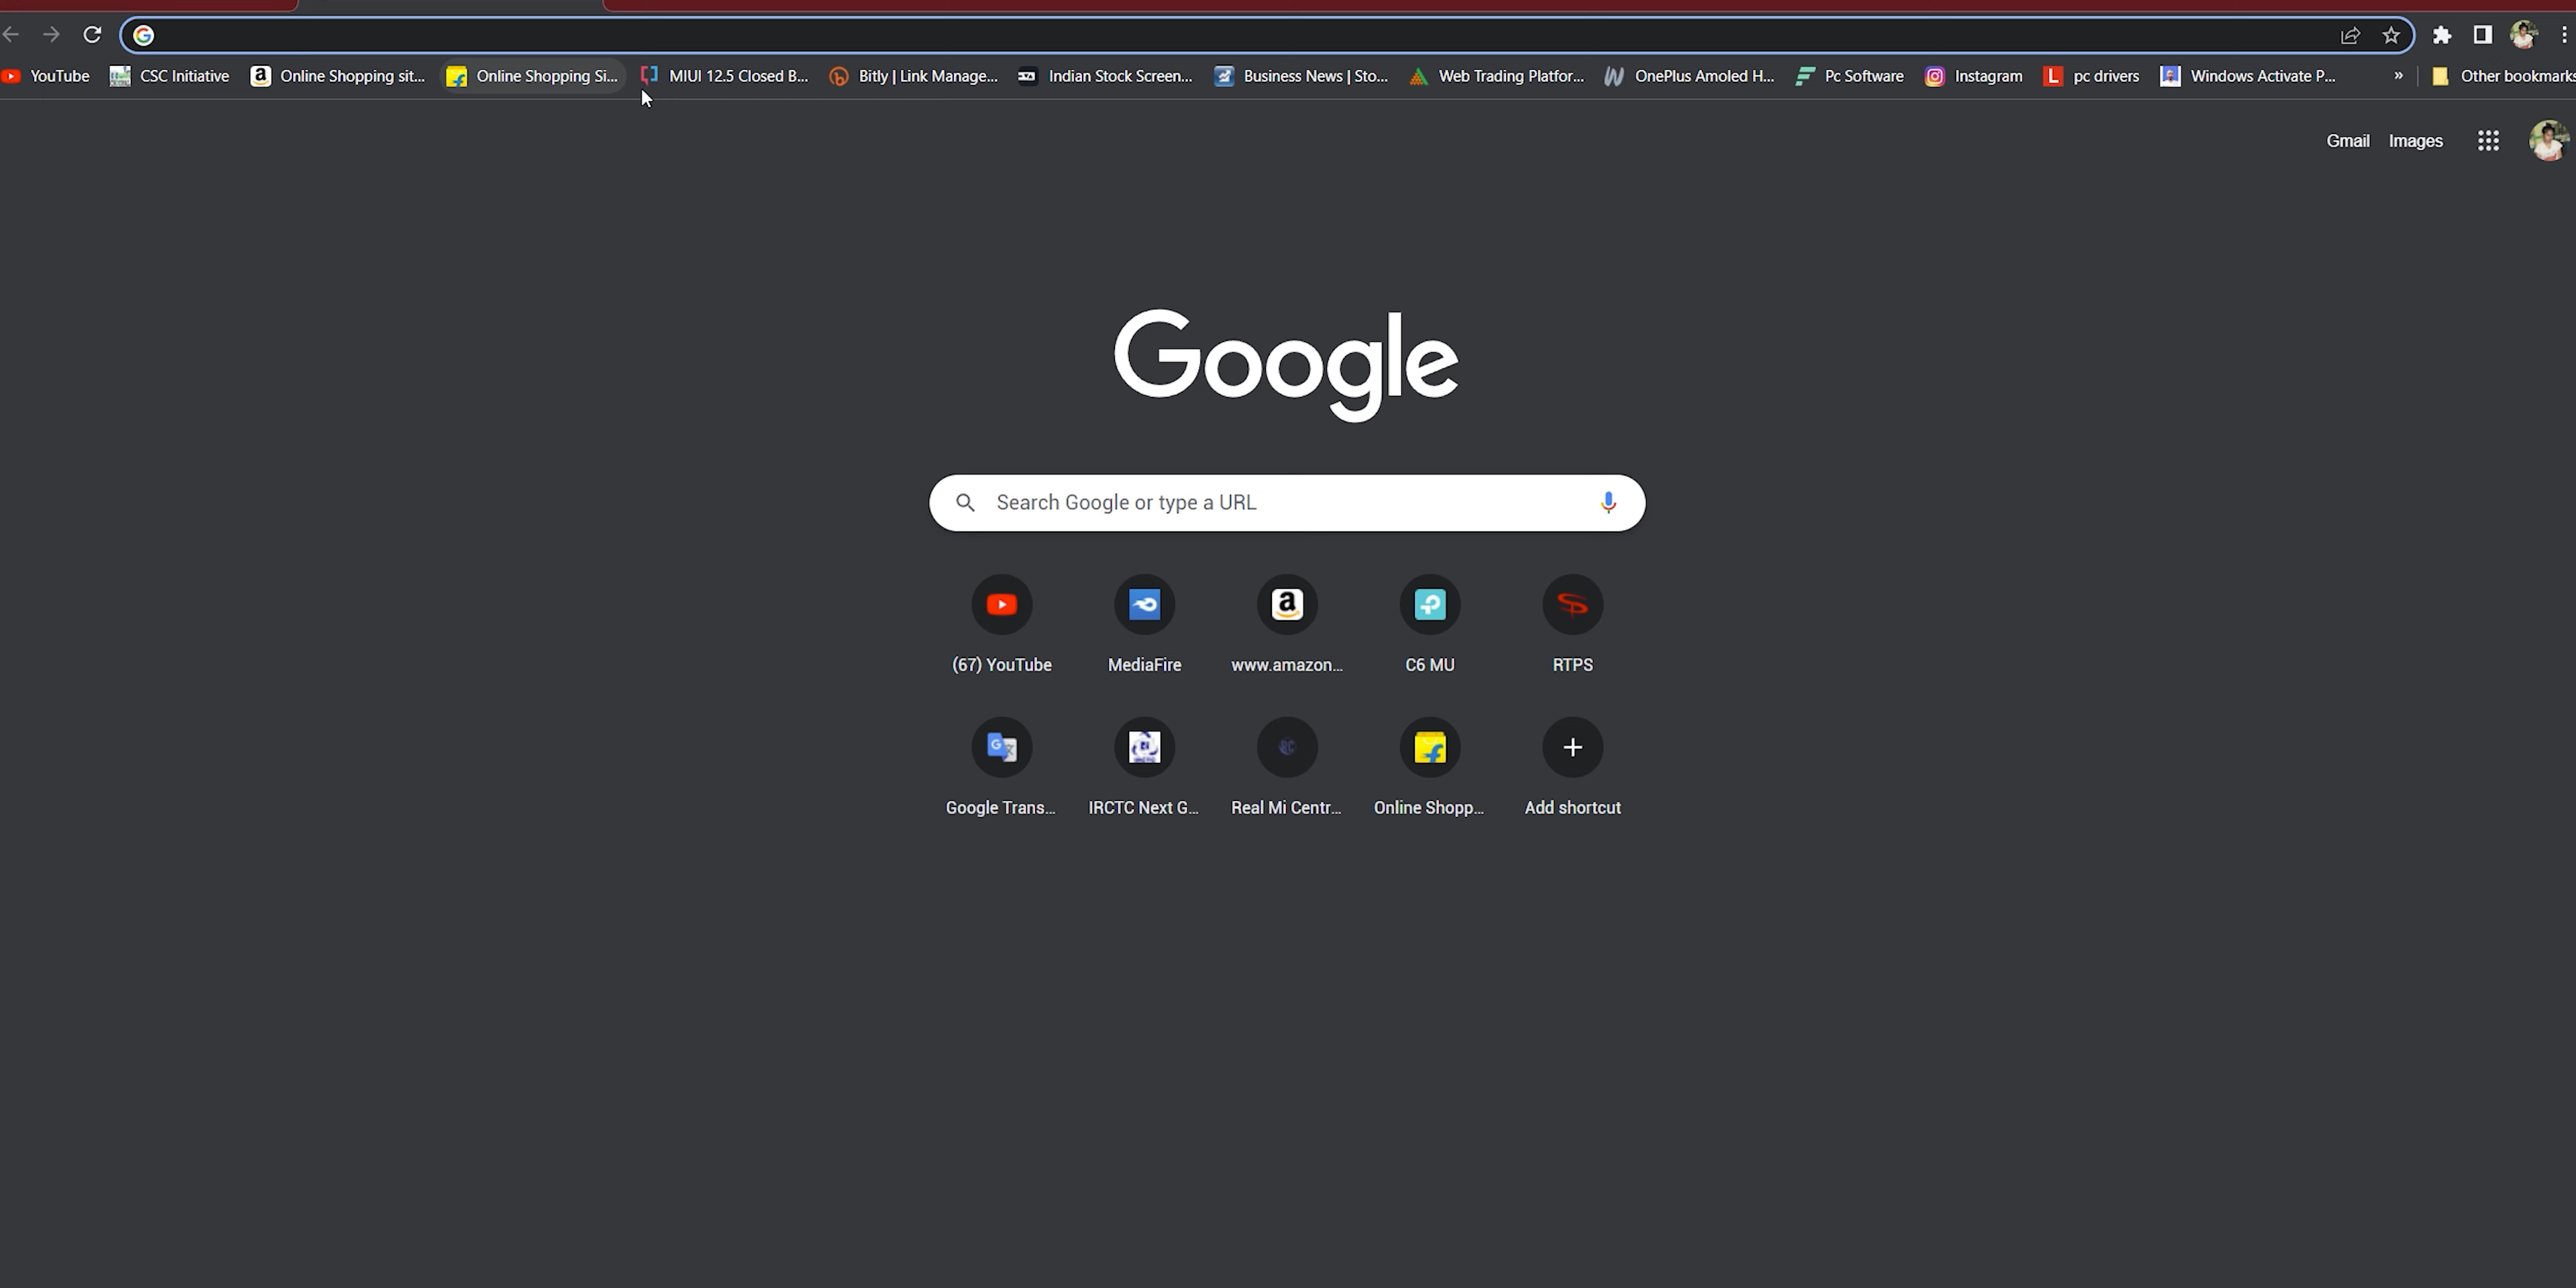 YouTube CSC Initiative Online Shopping sit... Online Shopping Si... MIUI 12.5 Closed B... Bitly | Link Manage... Indian Stock Screen... Business News | Sto... Web Trading Platfor... OnePlus Amoled H... Pc Software Instagram pc drivers Windows Activate P... » Other bookmarks
Gmail Images
Google
Search Google or type a URL
(67) YouTube MediaFire www.amazon... C6 MU RTPS
Google Trans... IRCTC Next G... Real Mi Centr... Online Shopp... Add shortcut